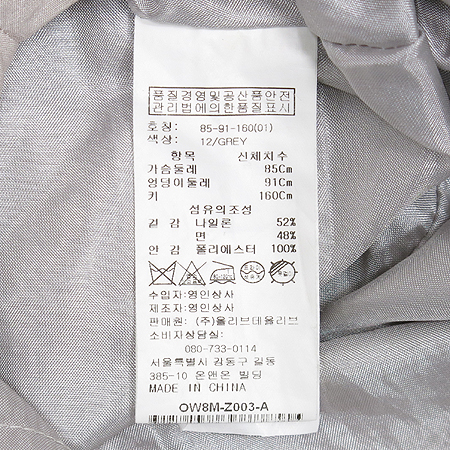 품질경영및공산품안전
관리법에의한품질표시
호칭: 85-91-160(01)
색상: 12/GREY
항목 신체치수
가슴둘레 85Cm
엉덩이둘레 91Cm
키 160Cm
섬유의조성
겉감 나일론 52%
면 48%
안감 폴리에스터 100%
수입자:영인상사
제조자:영인상사
판매원: (주)올리브데올리브
소비자상담실:
080-733-0114
서울특별시 강동구 길동
385-10 온앤온 빌딩
MADE IN CHINA
OW8M-Z003-A